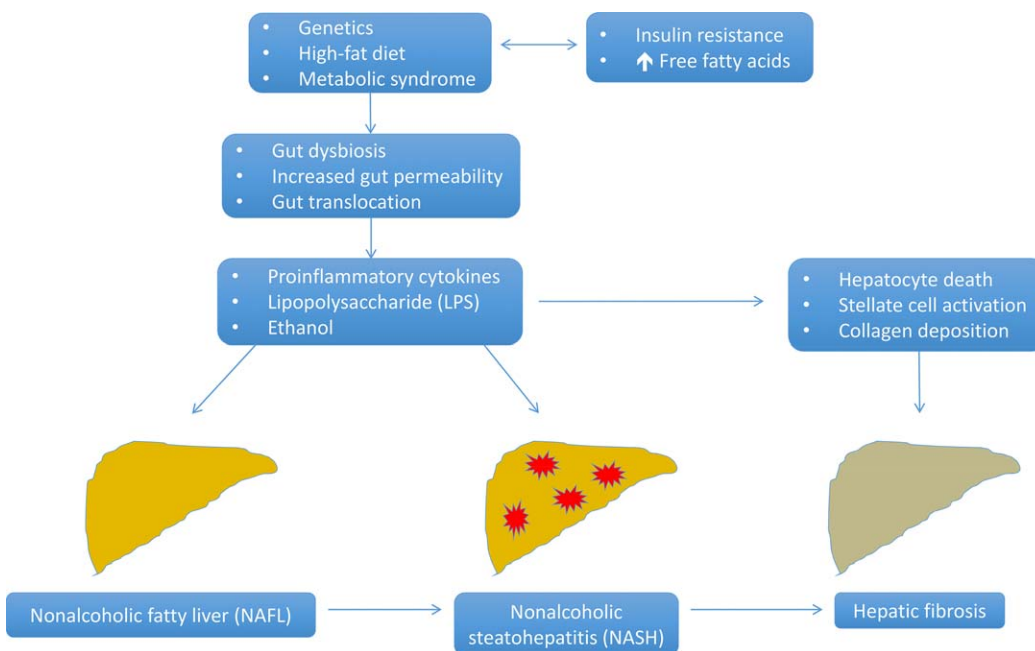 • Genetics
• High-fat diet
• Metabolic syndrome
• Insulin resistance
• ⬆ Free fatty acids
• Gut dysbiosis
• Increased gut permeability
• Gut translocation
• Proinflammatory cytokines
• Lipopolysaccharide (LPS)
• Ethanol
• Hepatocyte death
• Stellate cell activation
• Collagen deposition
Nonalcoholic fatty liver (NAFL)
Nonalcoholic
steatohepatitis (NASH)
Hepatic fibrosis